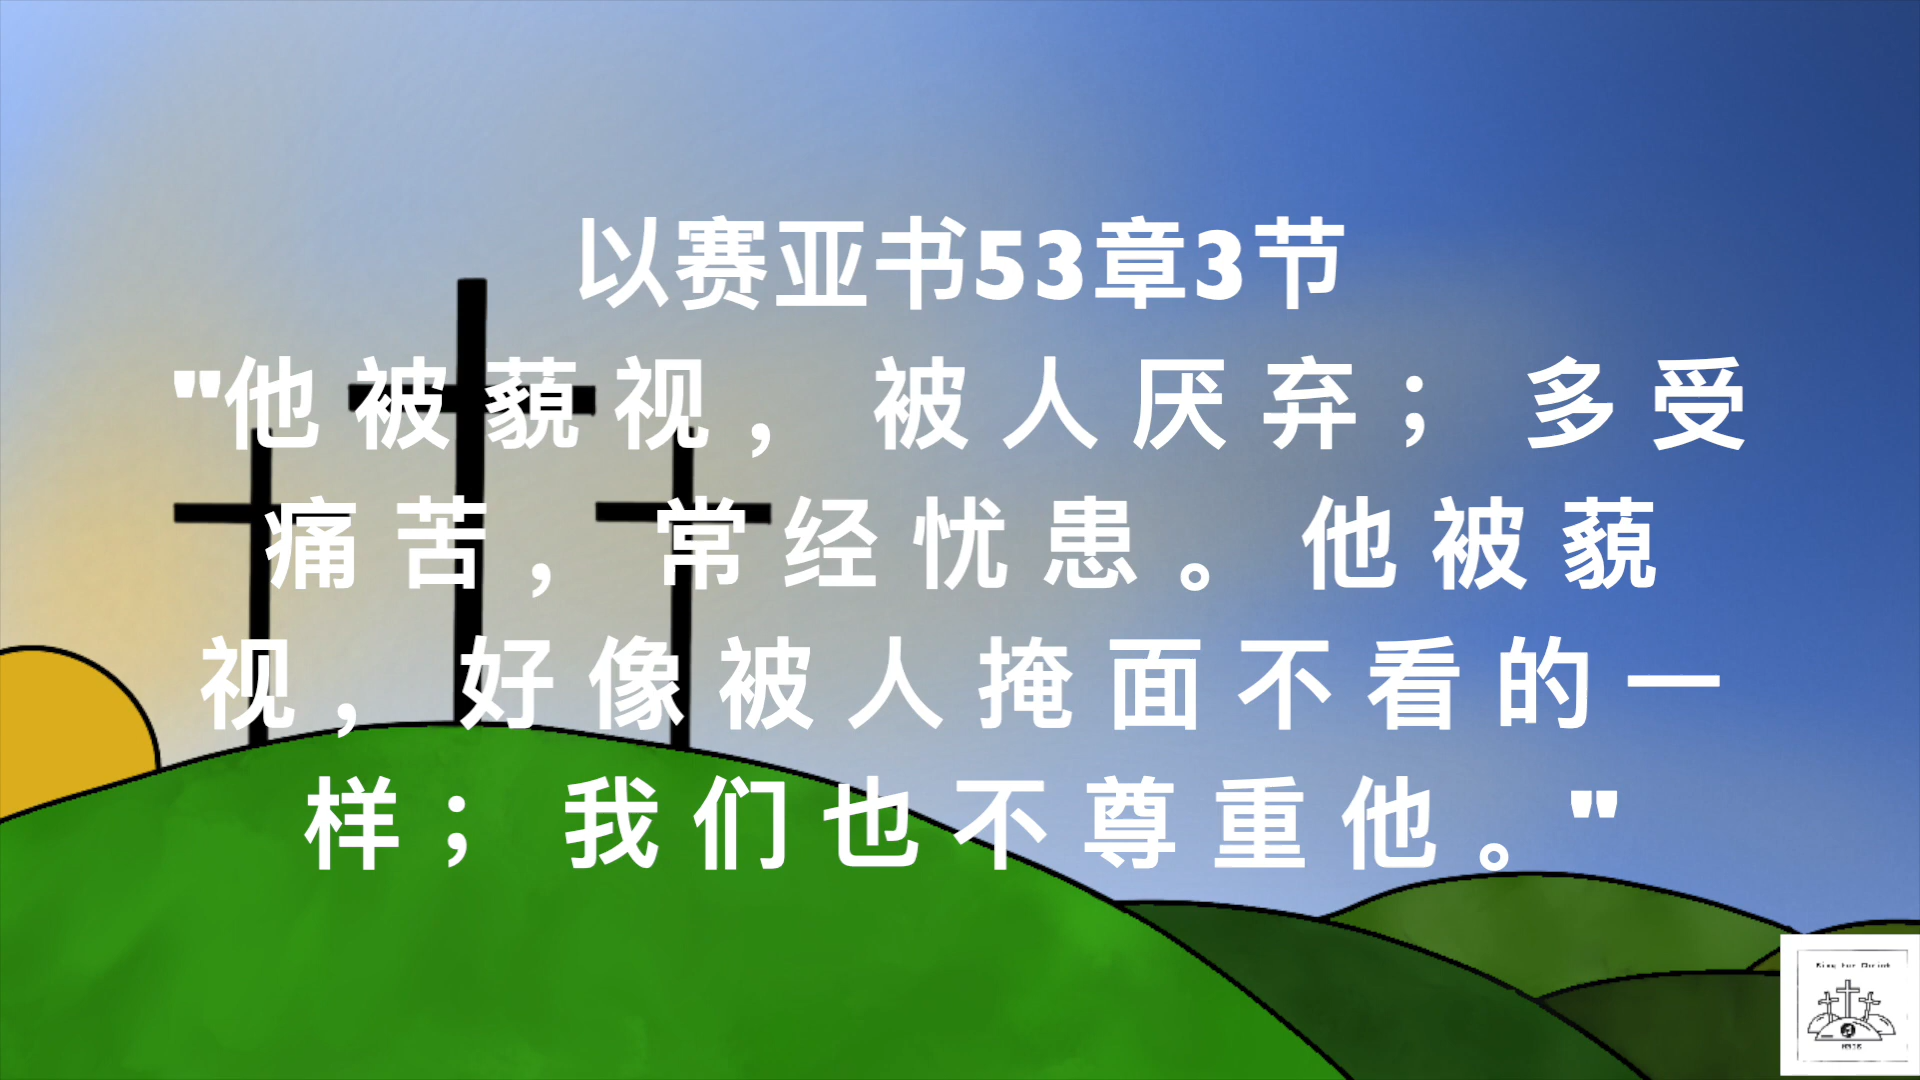 以赛亚书53章3节
"他 被 藐 视 ， 被 人 厌 弃 ； 多 受
痛 苦 ， 常 经 忧 患 。 他 被 藐
视 ， 好 像 被 人 掩 面 不 看 的 一
样 ； 我 们 也 不 尊 重 他 。"